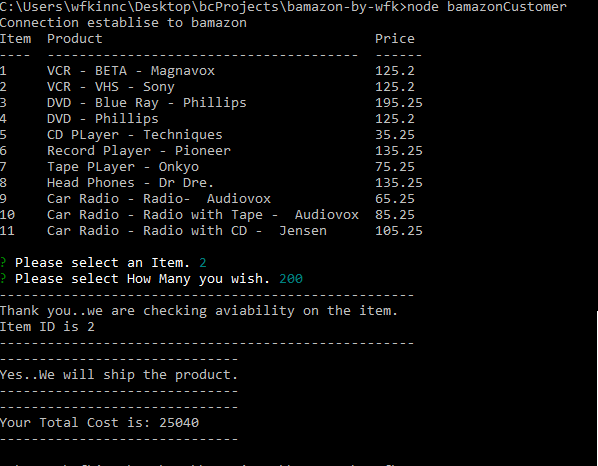 C:\Users\wfkinnc\Desktop\bcProjects\bamazon-by-wfk>node bamazonCustomer
Connection establise to bamazon
Item  Product                                  Price
----  ---------------------------------------  ------
1     VCR - BETA - Magnavox                    125.2
2     VCR - VHS - Sony                         125.2
3     DVD - Blue Ray - Phillips                195.25
4     DVD - Phillips                           125.2
5     CD PLayer - Techniques                   35.25
6     Record Player - Pioneer                  135.25
7     Tape PLayer - Onkyo                      75.25
8     Head Phones - Dr Dre.                    135.25
9     Car Radio - Radio-  Audiovox             65.25
10    Car Radio - Radio with Tape -  Audiovox  85.25
11    Car Radio - Radio with CD -  Jensen      105.25
? Please select an Item. 2
? Please select How Many you wish. 200
----------------------------------------------------
Thank you..we are checking aviability on the item.
Item ID is 2
----------------------------------------------------
------------------------------
Yes..We will ship the product.
------------------------------
------------------------------
Your Total Cost is: 25040
------------------------------